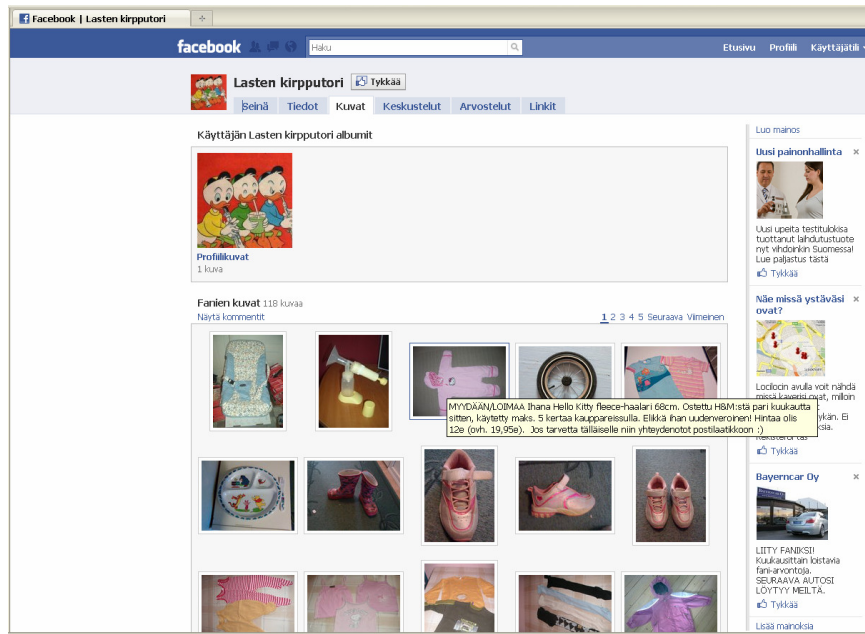 Facebook | Lasten kirpputori
facebook
Haku
Etusivu Profiili Käyttäjätili
Lasten kirpputori
Tykkää
Seinä Tiedot Kuvat Keskustelut Arvostelut Linkit
Käyttäjän Lasten kirpputori albumit
Profiilikuvat
1 kuva
Fanien kuvat 118 kuvaa
Näytä kommentit
1 2 3 4 5 Seuraava Viimeinen
MYYDÄÄN/LOIMAA Ihana Hello Kitty fleece-haalari 68cm. Ostettu H&M:stä pari kuukautta
sitten, käytetty maks. 5 kertaa kauppareissulla. Elikkä ihan uudenveroinen! Hintaa olis
12e (ovh. 19,95e). Jos tarvetta tälläiselle niin yhteydenotot postilaatikkoon :)
Luo mainos
Uusi painonhallinta
Uusi upeita testitulokisa
tuottanut laihdutustuote
nyt vihdoinkin Suomessa!
Lue paljastus tästä
Tykkää
Näe missä ystäväsi
ovat?
Locilocin avulla voit nähdä
missä kaverisi ovat, milloin
ykän. Ei
ksia.
Tykkää
Bayerncar Oy
LIITY FANIKSI!
Kuukausittain loistavia
fani-arvontoja.
SEURAAVA AUTOSI
LÖYTYY MEILTÄ.
Tykkää
Lisää mainoksia